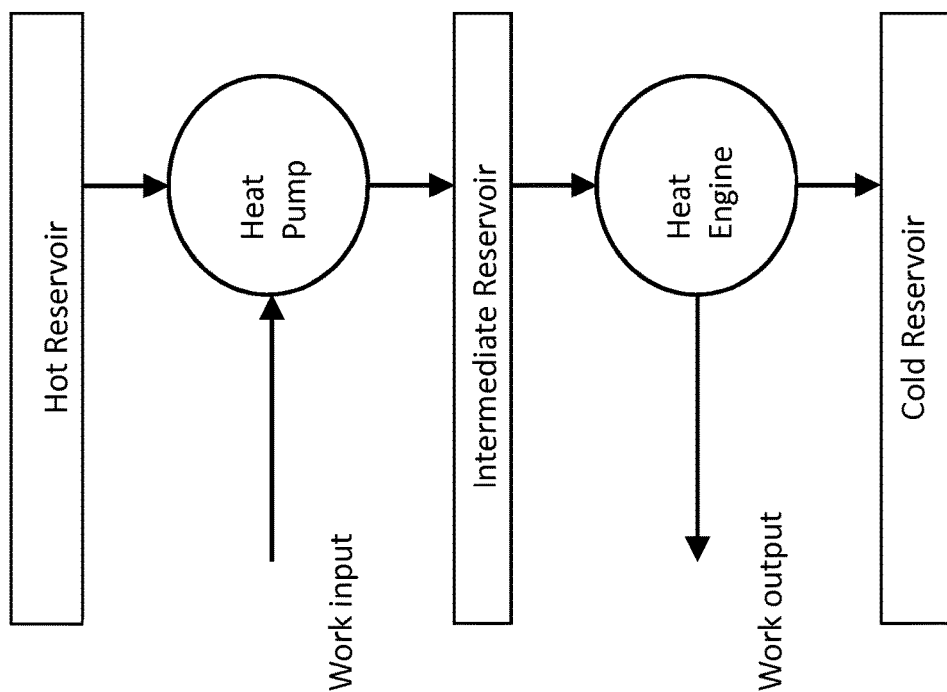 Hot Reservoir
Heat
Pump
Work input
Intermediate Reservoir
Heat
Engine
Work output
Cold Reservoir